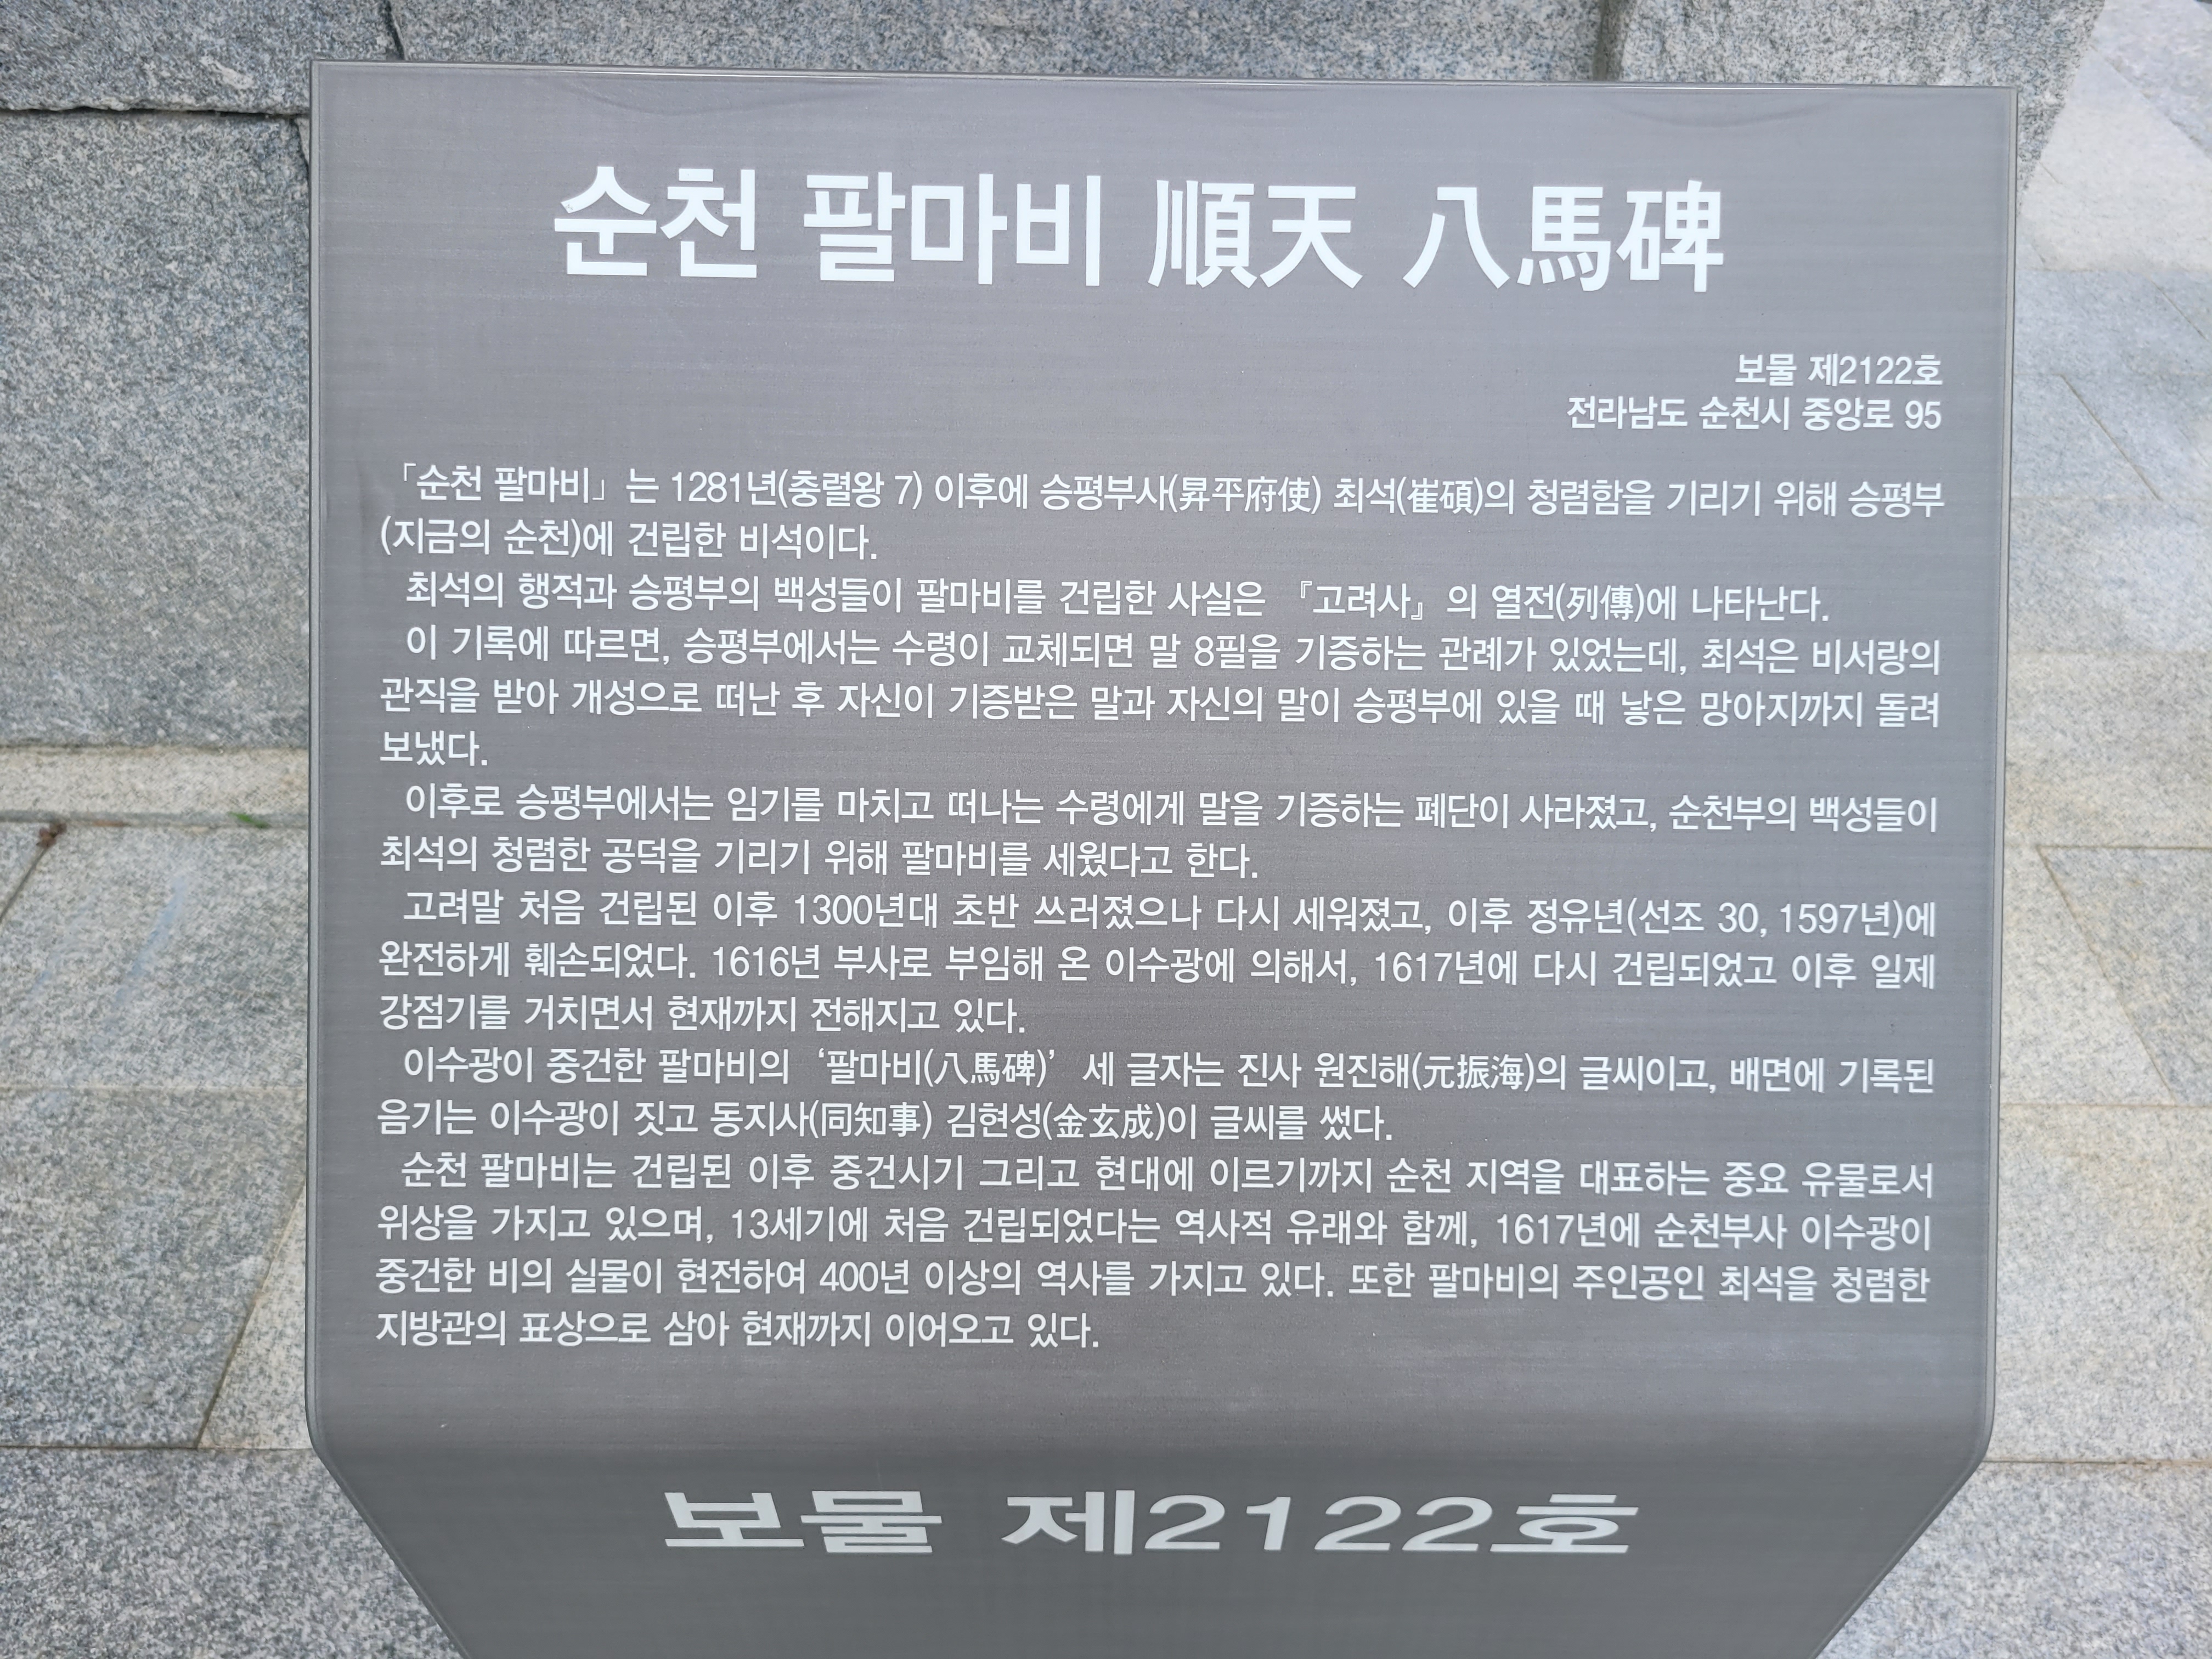 순천 팔마비 順天 八馬碑
보물 제2122호
전라남도 순천시 중앙로 95
「순천 팔마비」는 1281년(충렬왕 7) 이후에 승평부사(昇平府使) 최석(崔碩)의 청렴함을 기리기 위해 승평부
(지금의 순천)에 건립한 비석이다.
최석의 행적과 승평부의 백성들이 팔마비를 건립한 사실은 『고려사』의 열전(列傳)에 나타난다.
이 기록에 따르면, 승평부에서는 수령이 교체되면 말 8필을 기증하는 관례가 있었는데, 최석은 비서랑의
관직을 받아 개성으로 떠난 후 자신이 기증받은 말과 자신의 말이 승평부에 있을 때 낳은 망아지까지 돌려
보냈다.
이후로 승평부에서는 임기를 마치고 떠나는 수령에게 말을 기증하는 폐단이 사라졌고, 순천부의 백성들이
최석의 청렴한 공덕을 기리기 위해 팔마비를 세웠다고 한다.
고려말 처음 건립된 이후 1300년대 초반 쓰러졌으나 다시 세워졌고, 이후 정유년(선조 30, 1597년)에
완전하게 훼손되었다. 1616년 부사로 부임해 온 이수광에 의해서, 1617년에 다시 건립되었고 이후 일제
강점기를 거치면서 현재까지 전해지고 있다.
이수광이 중건한 팔마비의 ‘팔마비(八馬碑)’ 세 글자는 진사 원진해(元振海)의 글씨이고, 배면에 기록된
음기는 이수광이 짓고 동지사(同知事) 김현성(金玄成)이 글씨를 썼다.
순천 팔마비는 건립된 이후 중건시기 그리고 현대에 이르기까지 순천 지역을 대표하는 중요 유물로서
위상을 가지고 있으며, 13세기에 처음 건립되었다는 역사적 유래와 함께, 1617년에 순천부사 이수광이
중건한 비의 실물이 현전하여 400년 이상의 역사를 가지고 있다. 또한 팔마비의 주인공인 최석을 청렴한
지방관의 표상으로 삼아 현재까지 이어오고 있다.
보물 제2122호